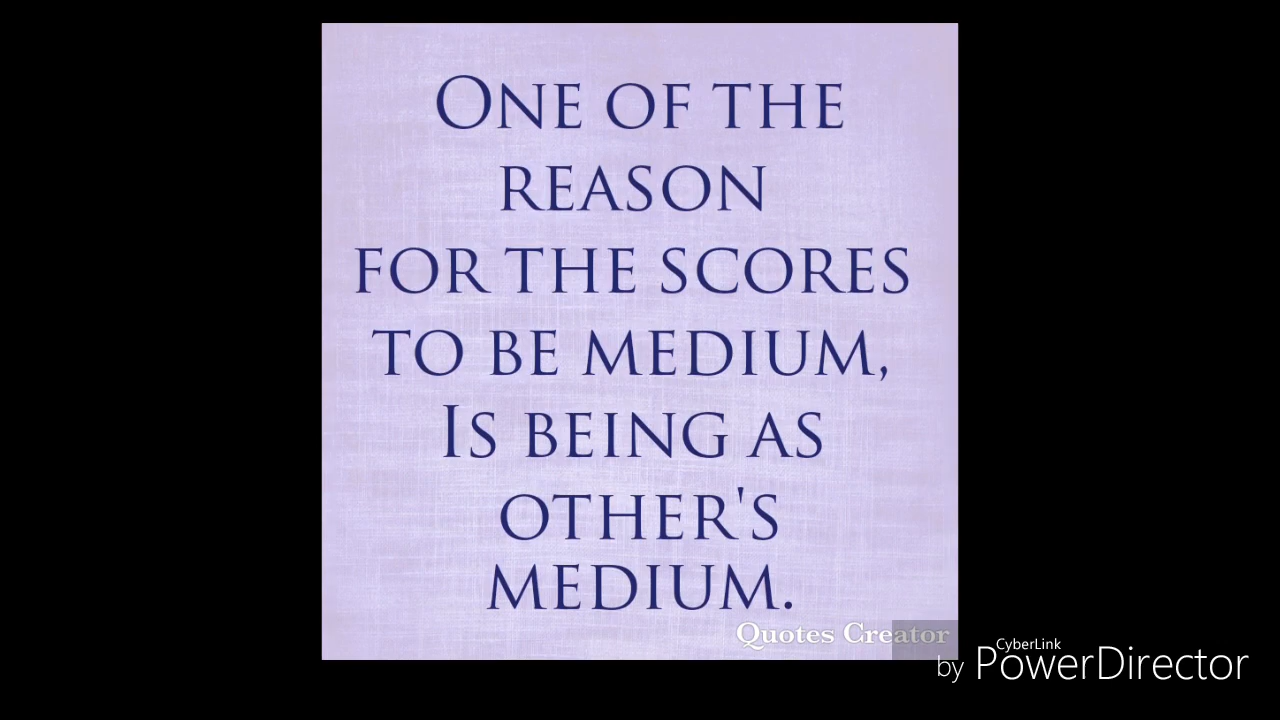 One of the
reason
for the scores
to be medium,
Is being as
other's
medium.
Quotes Creator
CyberLink
by PowerDirector